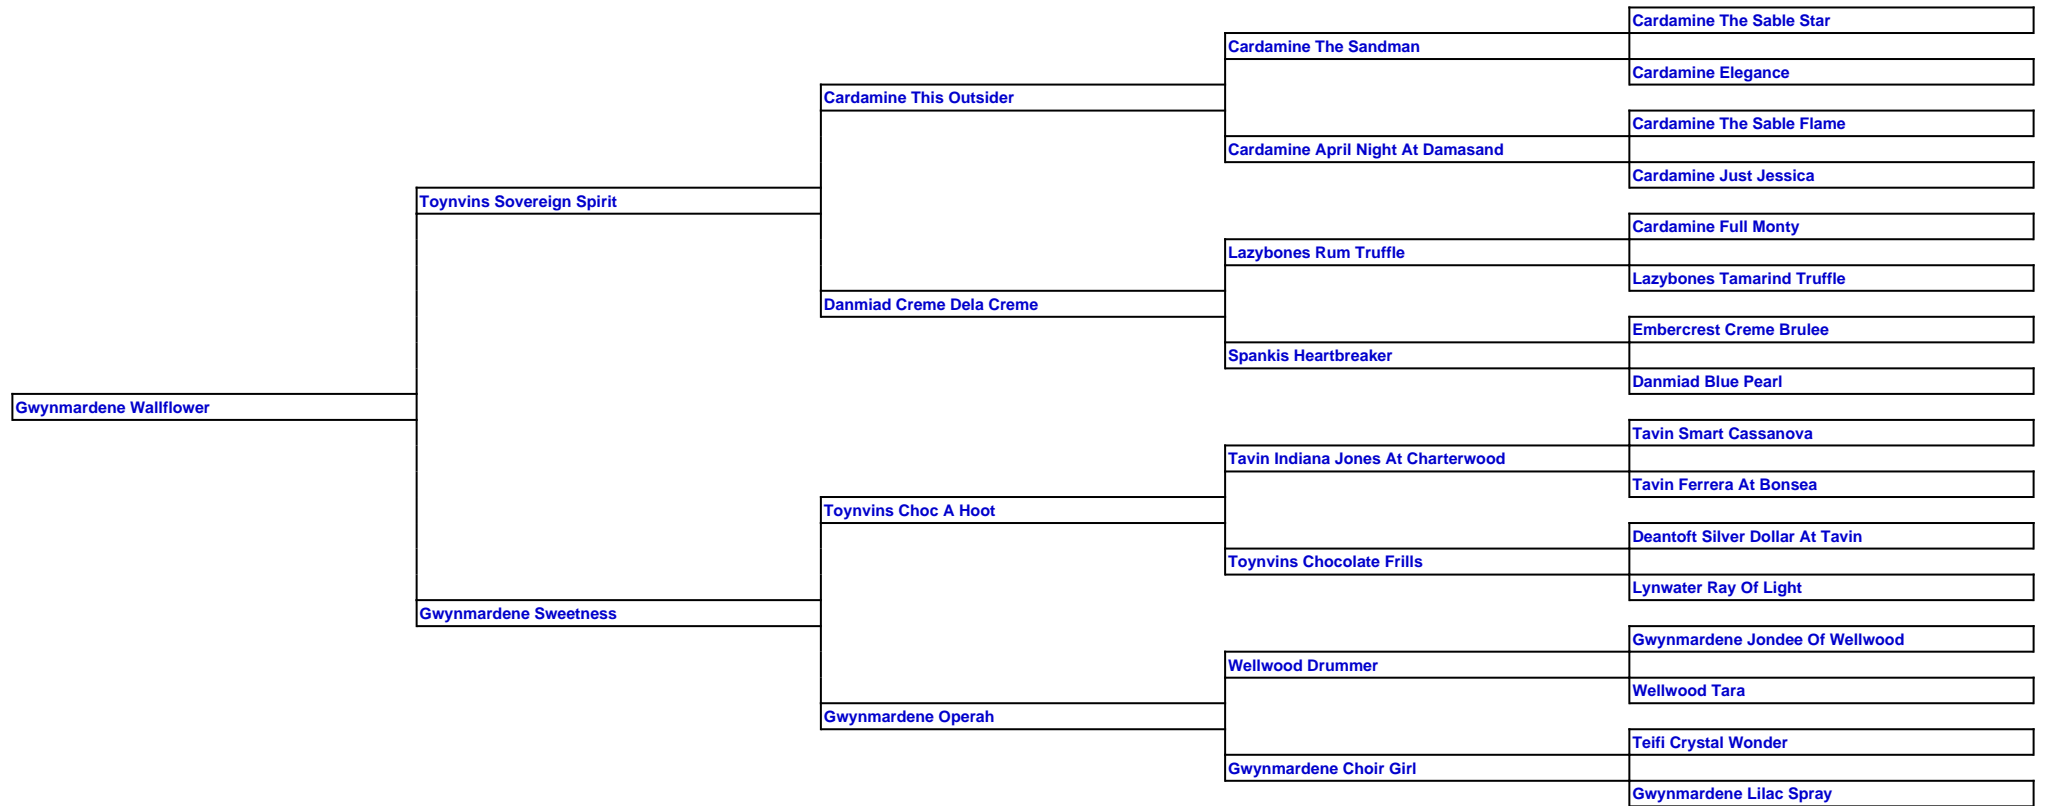 Cardamine The Sable Star
Cardamine The Sandman
Cardamine Elegance
Cardamine This Outsider
Cardamine The Sable Flame
Cardamine April Night At Damasand
Cardamine Just Jessica
Toynvins Sovereign Spirit
Cardamine Full Monty
Lazybones Rum Truffle
Lazybones Tamarind Truffle
Danmiad Creme Dela Creme
Embercrest Creme Brulee
Spankis Heartbreaker
Danmiad Blue Pearl
Gwynmardene Wallflower
Tavin Smart Cassanova
Tavin Indiana Jones At Charterwood
Tavin Ferrera At Bonsea
Toynvins Choc A Hoot
Deantoft Silver Dollar At Tavin
Toynvins Chocolate Frills
Lynwater Ray Of Light
Gwynmardene Sweetness
Gwynmardene Jondee Of Wellwood
Wellwood Drummer
Wellwood Tara
Gwynmardene Operah
Teifi Crystal Wonder
Gwynmardene Choir Girl
Gwynmardene Lilac Spray